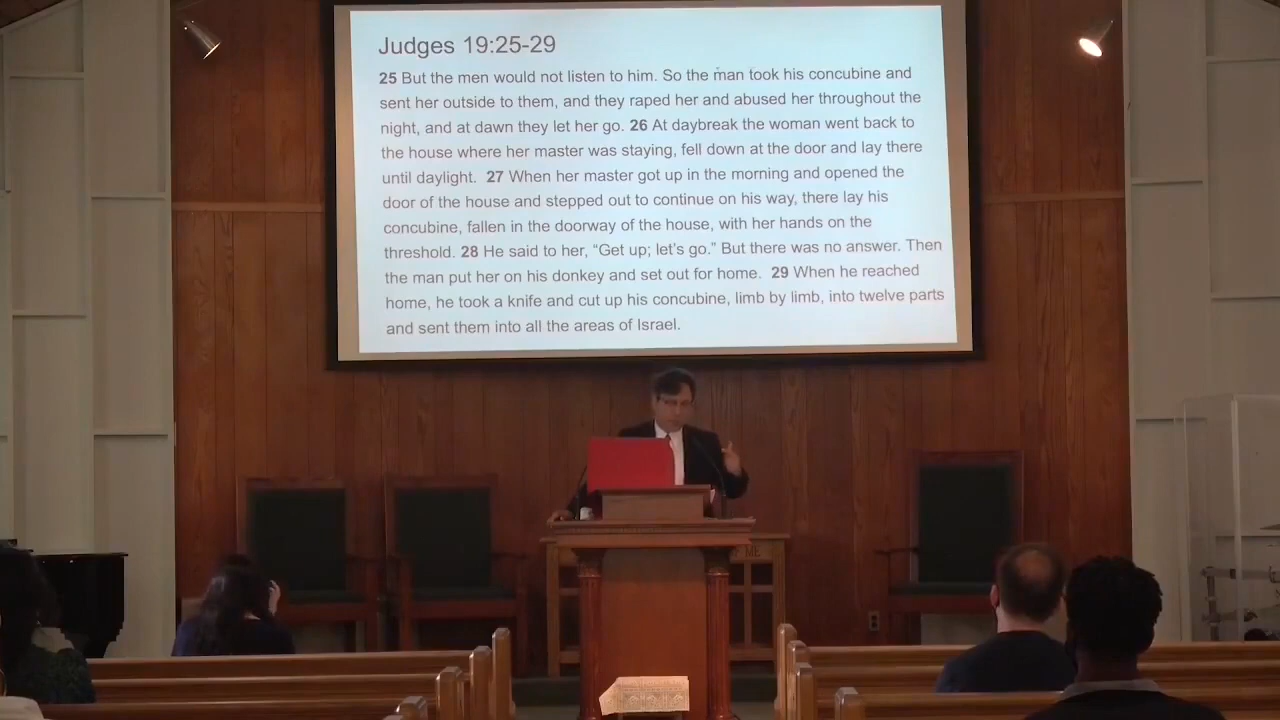 Judges 19:25-29
25 But the men would not listen to him. So the man took his concubine and
sent her outside to them, and they raped her and abused her throughout the
night, and at dawn they let her go. 26 At daybreak the woman went back to
the house where her master was staying, fell down at the door and lay there
until daylight. 27 When her master got up in the morning and opened the
door of the house and stepped out to continue on his way, there lay his
concubine, fallen in the doorway of the house, with her hands on the
threshold. 28 He said to her, “Get up; let’s go.” But there was no answer. Then
the man put her on his donkey and set out for home. 29 When he reached
home, he took a knife and cut up his concubine, limb by limb, into twelve parts
and sent them into all the areas of Israel.
OF ME